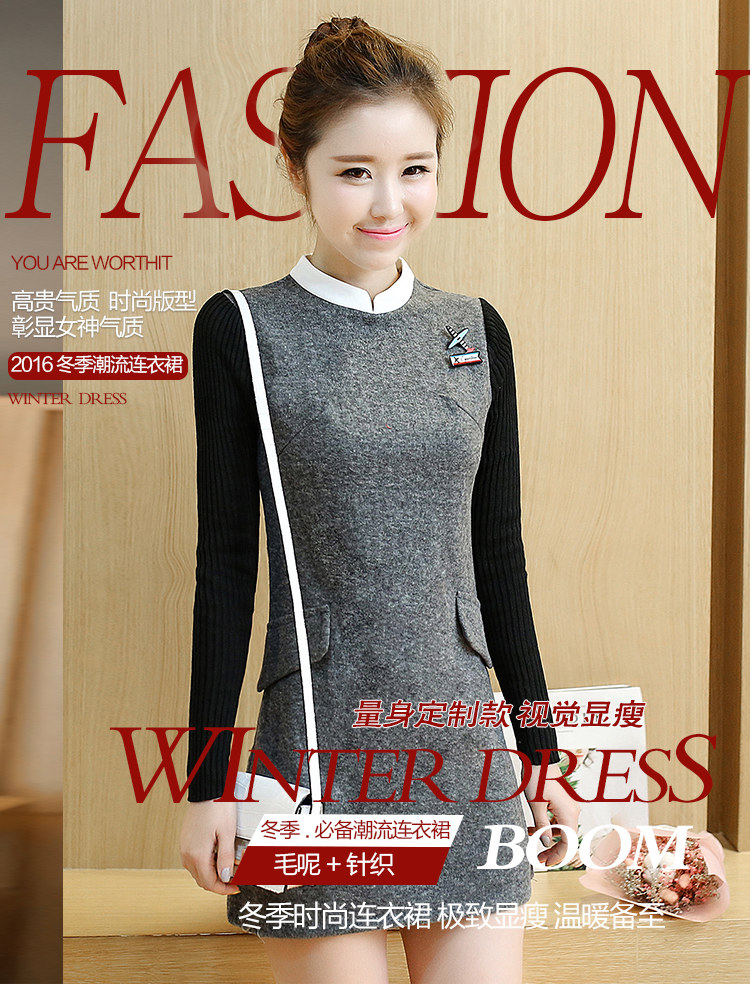 FASHION
YOU ARE WORTHIT
高贵气质 时尚版型
彰显女神气质
2016 冬季潮流连衣裙
WINTER DRESS
量身定制款 视觉显瘦
WINTER DRESS
冬季 . 必备潮流连衣裙
BOOM
毛呢 + 针织
冬季时尚连衣裙 极致显瘦 温暖备至